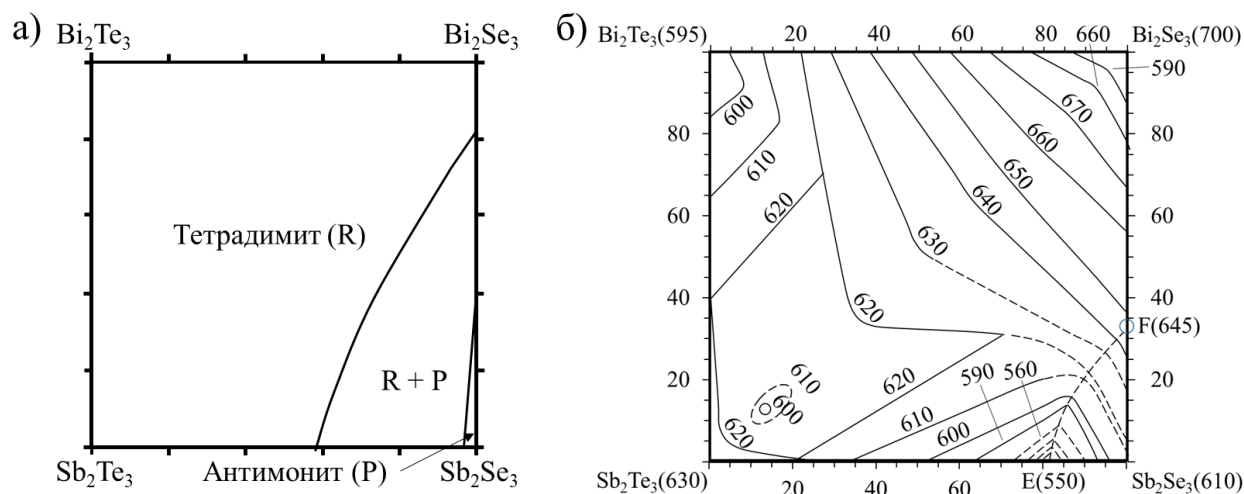 а)
Bi₂Te₃
Bi₂Se₃
Тетрадимит (R)
R + P
Sb₂Te₃
Антимонит (P)
Sb₂Se₃
б)
Bi₂Te₃(595)
20
40
60
80
660
Bi₂Se₃(700)
590
600
670
80
80
610
660
650
620
640
60
60
630
40
40
620
F(645)
610
590
560
20
620
20
600
610
600
620
Sb₂Te₃(630)
20
40
60
E(550)
Sb₂Se₃(610)